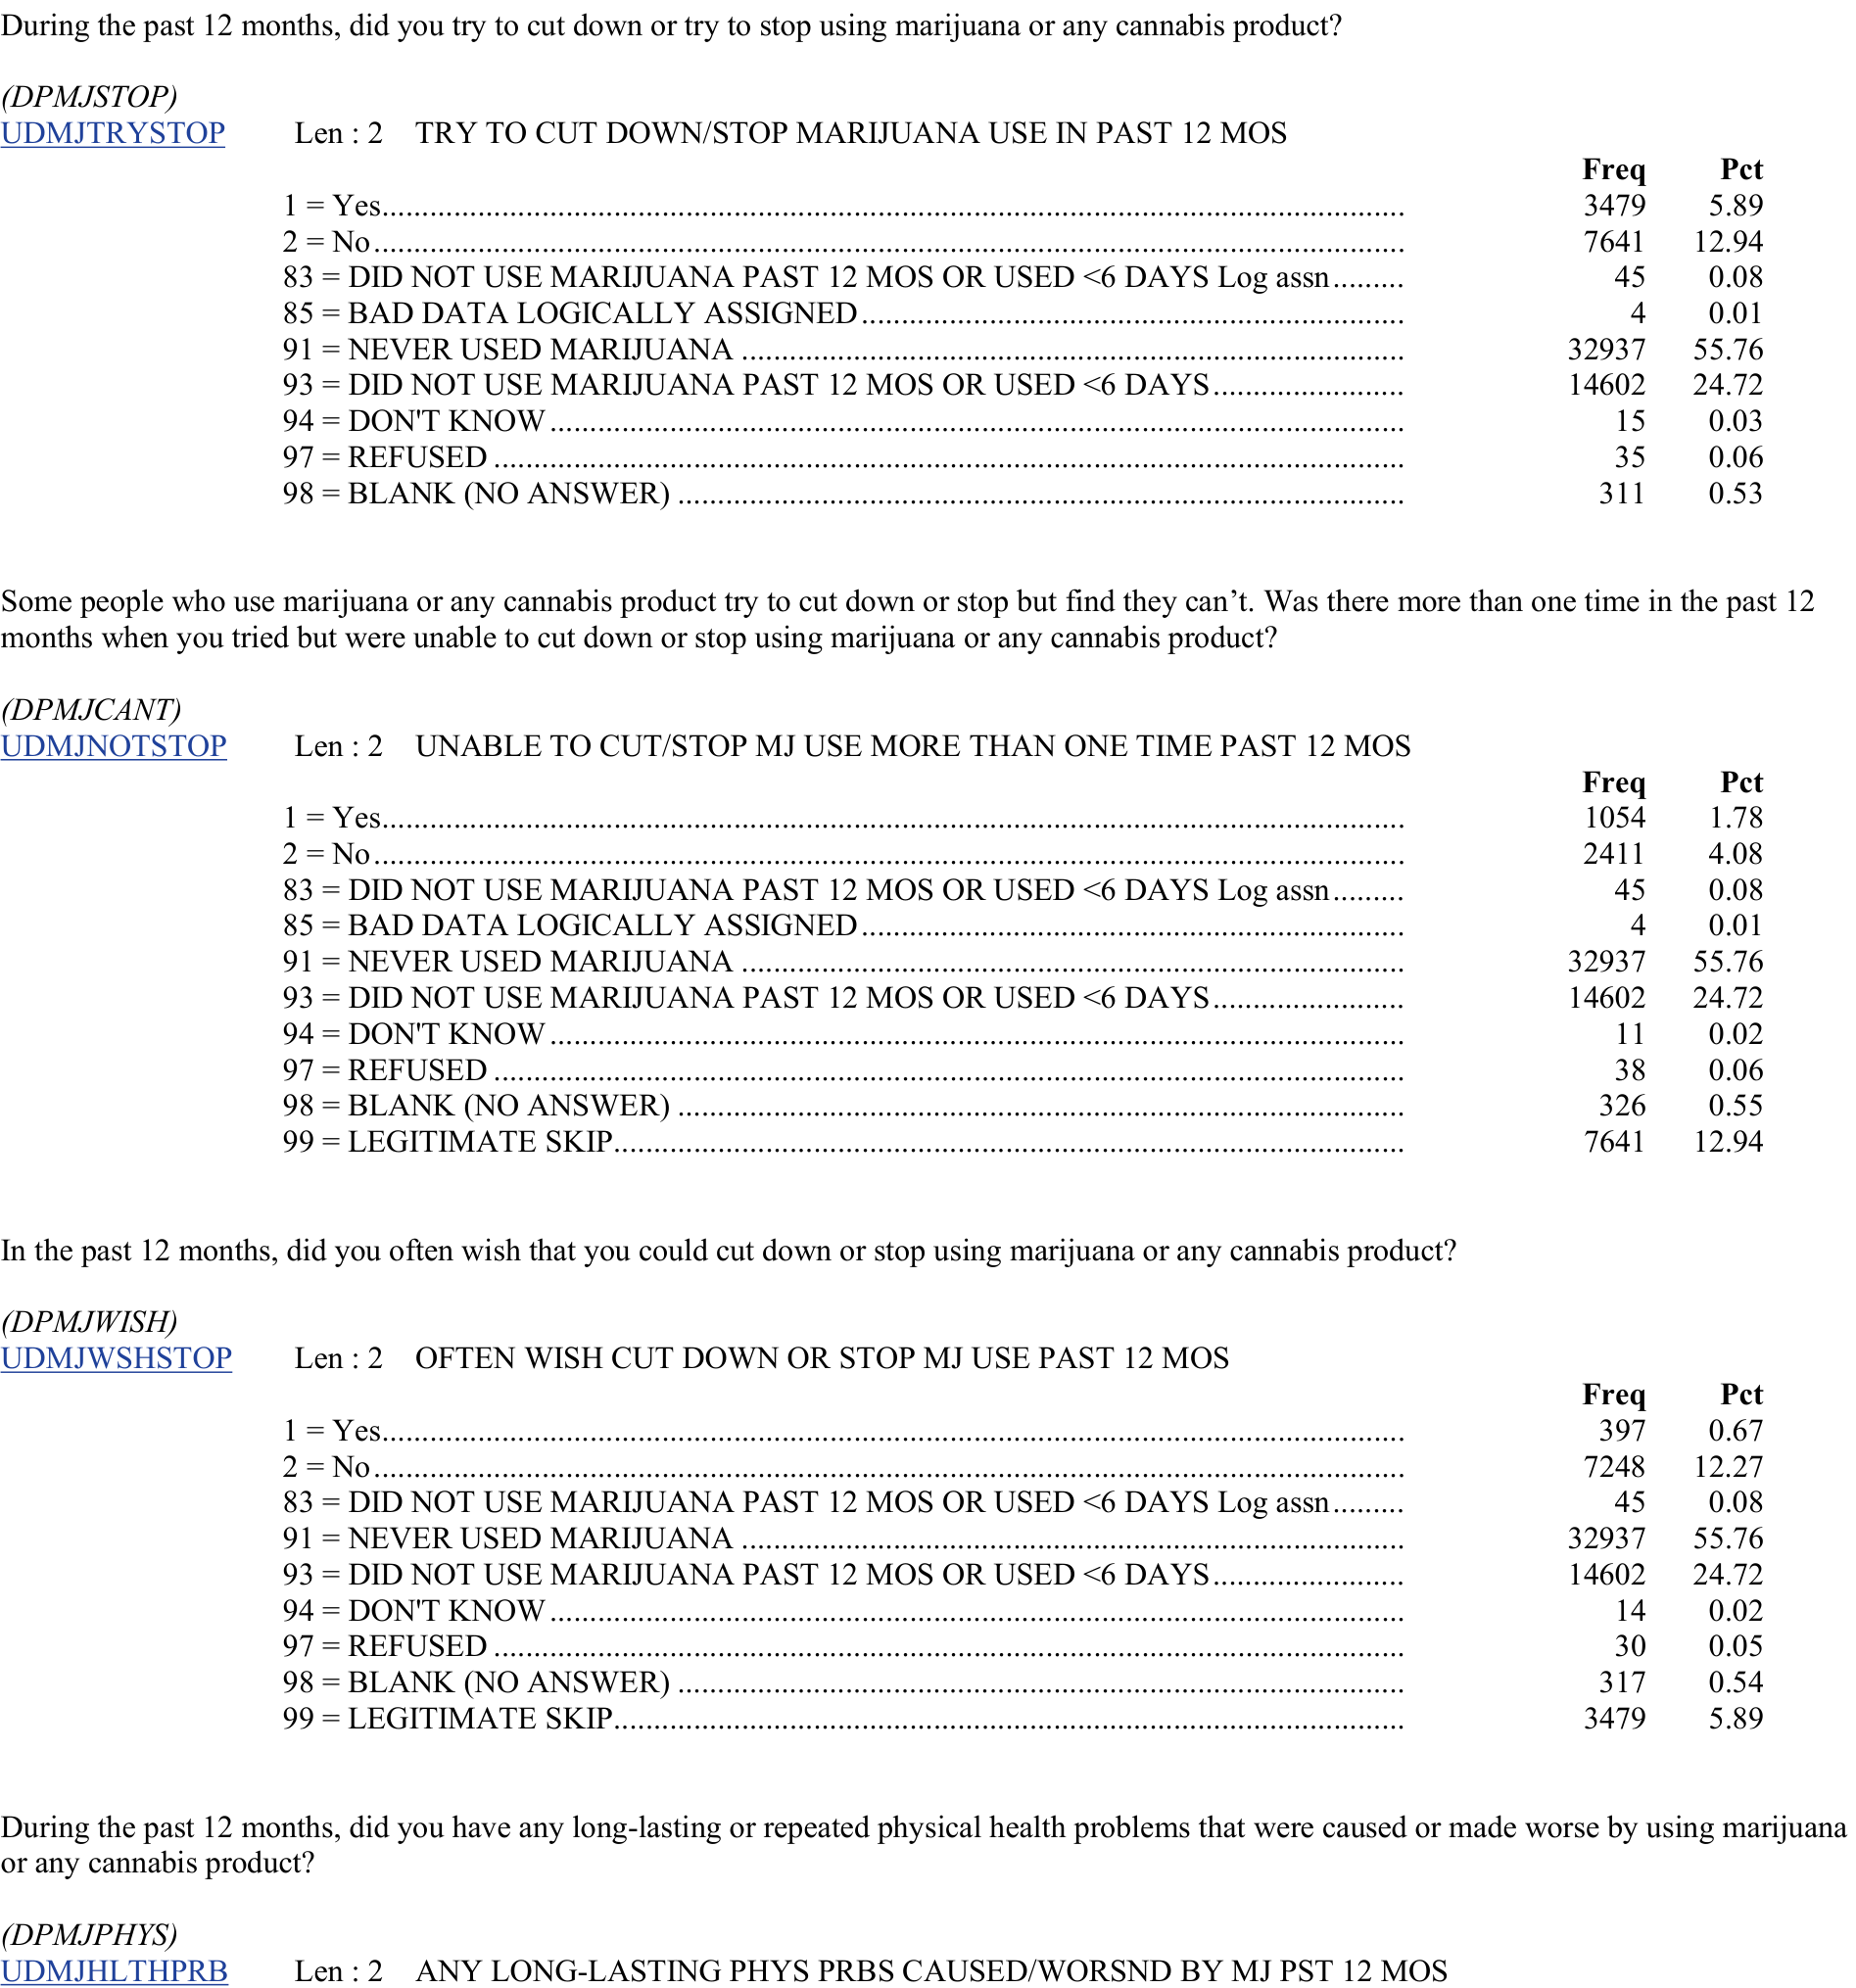 During the past 12 months, did you try to cut down or try to stop using marijuana or any cannabis product?
(DPMJSTOP)
UDMJTRYSTOP Len : 2 TRY TO CUT DOWN/STOP MARIJUANA USE IN PAST 12 MOS
Freq Pct
1 = Yes................................................................ 3479 5.89
2 = No................................................................ 7641 12.94
83 = DID NOT USE MARIJUANA PAST 12 MOS OR USED <6 DAYS Log assn......... 45 0.08
85 = BAD DATA LOGICALLY ASSIGNED................................ 4 0.01
91 = NEVER USED MARIJUANA ................................ 32937 55.76
93 = DID NOT USE MARIJUANA PAST 12 MOS OR USED <6 DAYS........................ 14602 24.72
94 = DON'T KNOW................................ 15 0.03
97 = REFUSED ................................ 35 0.06
98 = BLANK (NO ANSWER) ................................ 311 0.53
Some people who use marijuana or any cannabis product try to cut down or stop but find they can’t. Was there more than one time in the past 12
months when you tried but were unable to cut down or stop using marijuana or any cannabis product?
(DPMJCANT)
UDMJNOTSTOP Len : 2 UNABLE TO CUT/STOP MJ USE MORE THAN ONE TIME PAST 12 MOS
Freq Pct
1 = Yes................................................................ 1054 1.78
2 = No................................................................ 2411 4.08
83 = DID NOT USE MARIJUANA PAST 12 MOS OR USED <6 DAYS Log assn......... 45 0.08
85 = BAD DATA LOGICALLY ASSIGNED................................ 4 0.01
91 = NEVER USED MARIJUANA ................................ 32937 55.76
93 = DID NOT USE MARIJUANA PAST 12 MOS OR USED <6 DAYS........................ 14602 24.72
94 = DON'T KNOW................................ 11 0.02
97 = REFUSED ................................ 38 0.06
98 = BLANK (NO ANSWER) ................................ 326 0.55
99 = LEGITIMATE SKIP................................ 7641 12.94
In the past 12 months, did you often wish that you could cut down or stop using marijuana or any cannabis product?
(DPMJWISH)
UDMJWSHSTOP Len : 2 OFTEN WISH CUT DOWN OR STOP MJ USE PAST 12 MOS
Freq Pct
1 = Yes................................................................ 397 0.67
2 = No................................................................ 7248 12.27
83 = DID NOT USE MARIJUANA PAST 12 MOS OR USED <6 DAYS Log assn......... 45 0.08
91 = NEVER USED MARIJUANA ................................ 32937 55.76
93 = DID NOT USE MARIJUANA PAST 12 MOS OR USED <6 DAYS........................ 14602 24.72
94 = DON'T KNOW................................ 14 0.02
97 = REFUSED ................................ 30 0.05
98 = BLANK (NO ANSWER) ................................ 317 0.54
99 = LEGITIMATE SKIP................................ 3479 5.89
During the past 12 months, did you have any long-lasting or repeated physical health problems that were caused or made worse by using marijuana
or any cannabis product?
(DPMJPHYS)
UDMJHLTHPRB Len : 2 ANY LONG-LASTING PHYS PRBS CAUSED/WORSND BY MJ PST 12 MOS